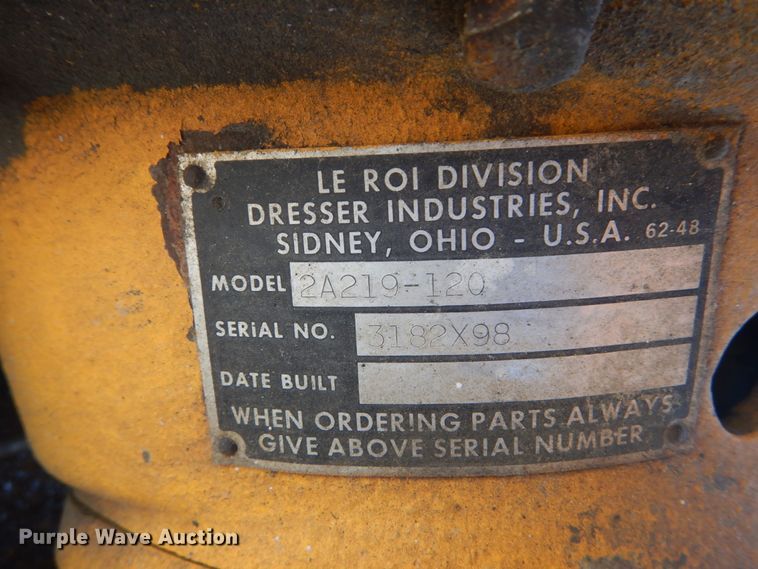 LE ROI DIVISION
DRESSER INDUSTRIES, INC.
SIDNEY, OHIO - U.S.A. 62-48
MODEL 2A219-120
SERIAL NO. 3182X98
DATE BUILT
WHEN ORDERING PARTS ALWAYS
GIVE ABOVE SERIAL NUMBER
Purple Wave Auction